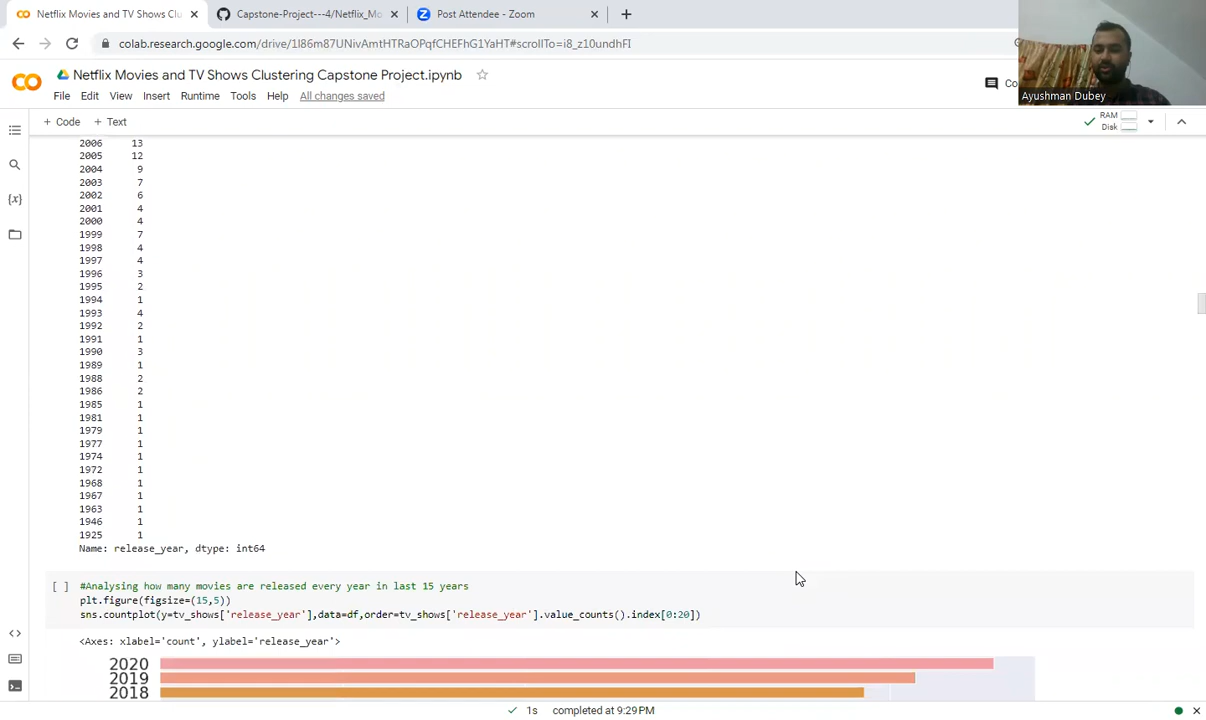 Netflix Movies and TV Shows Clu
Capstone-Project---4/Netflix_Mo
Post Attendee - Zoom
colab.research.google.com/drive/1l86m87UNivAmtHTRaOPqfCHEFhG1YaHT#scrollTo=i8_z10undhFI
Netflix Movies and TV Shows Clustering Capstone Project.ipynb
Co
Ayushman Dubey
File Edit View Insert Runtime Tools Help All changes saved
+ Code + Text
RAM
Disk
2006 13
2005 12
2004 9
2003 7
2002 6
2001 4
2000 4
1999 7
1998 4
1997 4
1996 3
1995 2
1994 1
1993 4
1992 2
1991 1
1990 3
1989 1
1988 2
1986 2
1985 1
1981 1
1979 1
1977 1
1974 1
1972 1
1968 1
1967 1
1963 1
1946 1
1925 1
Name: release_year, dtype: int64
[ ] #Analysing how many movies are released every year in last 15 years
plt.figure(figsize=(15,5))
sns.countplot(y=tv_shows['release_year'],data=df,order=tv_shows['release_year'].value_counts().index[0:20])
<Axes: xlabel='count', ylabel='release_year'>
2020
2019
2018
1s completed at 9:29PM